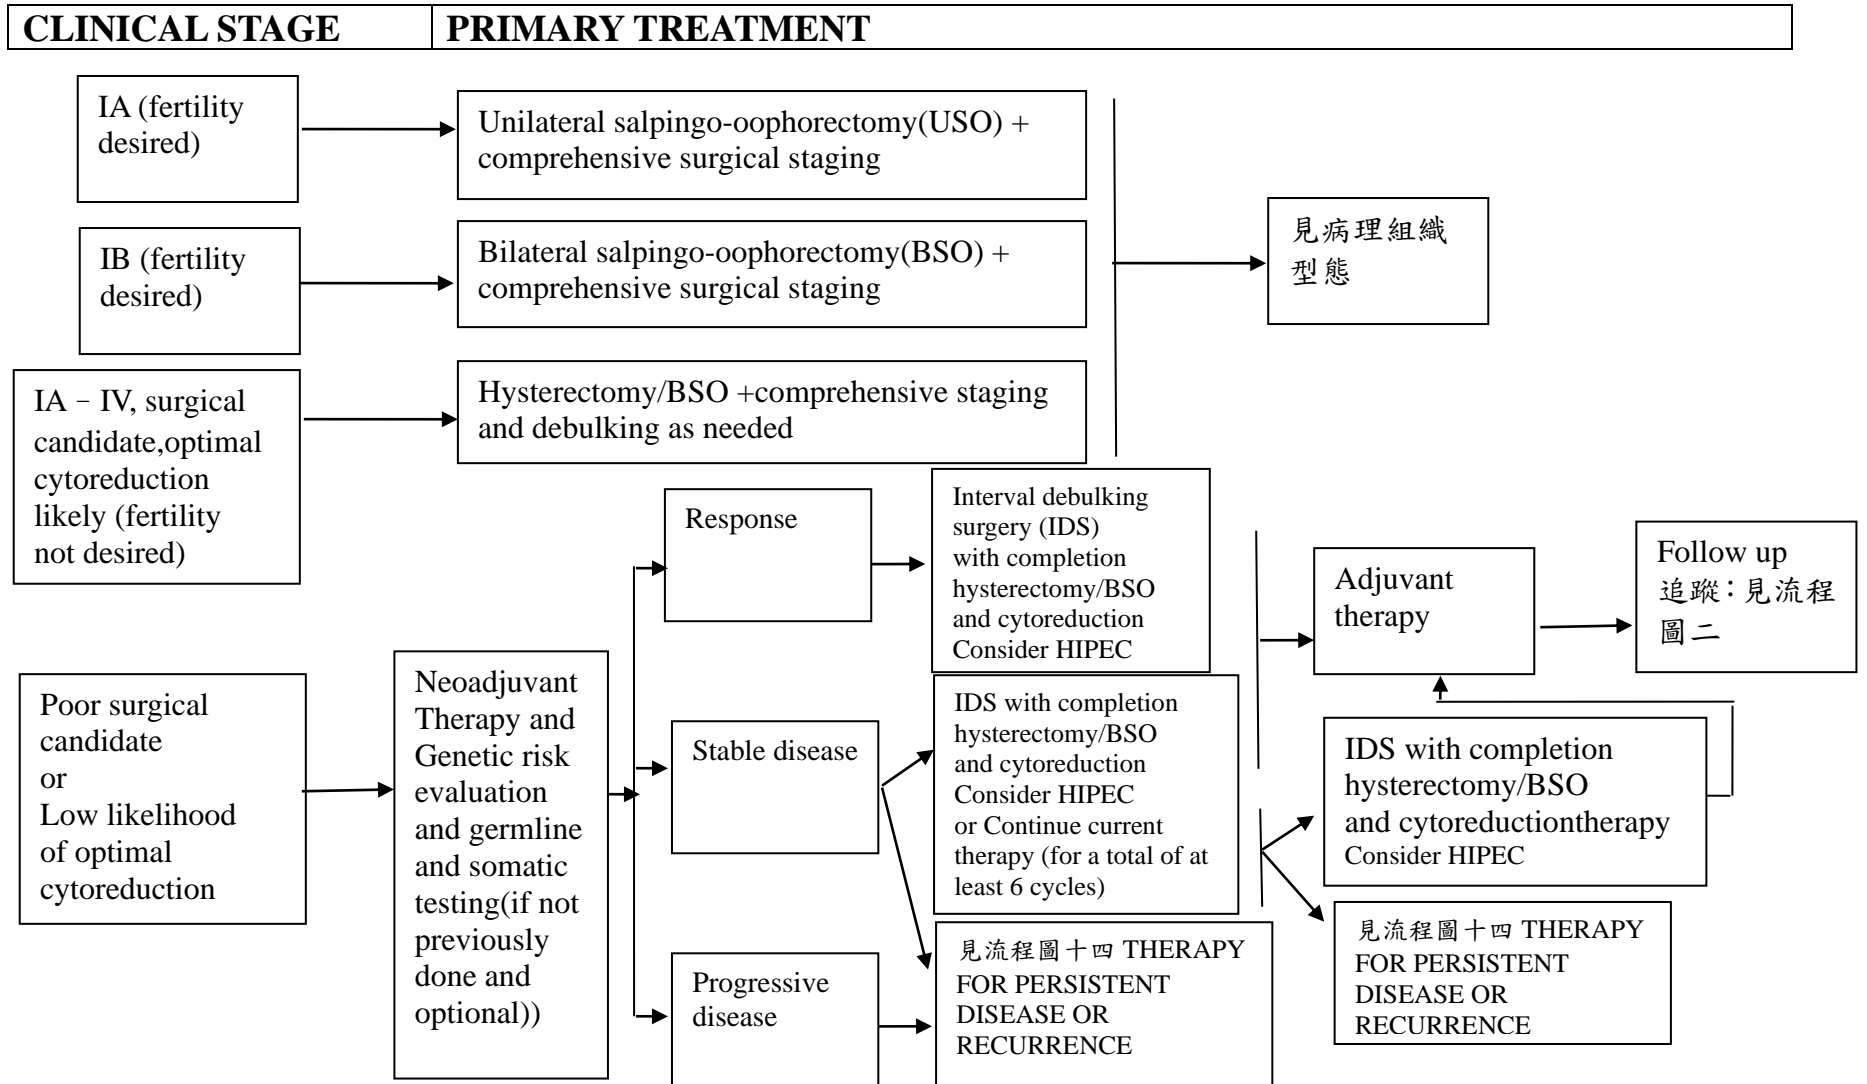 CLINICAL STAGE
PRIMARY TREATMENT
IA (fertility
desired)
Unilateral salpingo-oophorectomy(USO) +
comprehensive surgical staging
IB (fertility
desired)
Bilateral salpingo-oophorectomy(BSO) +
comprehensive surgical staging
IA – IV, surgical
candidate,optimal
cytoreduction
likely (fertility
not desired)
Hysterectomy/BSO +comprehensive staging
and debulking as needed
見病理組織
型態
Poor surgical
candidate
or
Low likelihood
of optimal
cytoreduction
Neoadjuvant
Therapy and
Genetic risk
evaluation
and germline
and somatic
testing(if not
previously
done and
optional))
Response
Interval debulking
surgery (IDS)
with completion
hysterectomy/BSO
and cytoreduction
Consider HIPEC
Stable disease
IDS with completion
hysterectomy/BSO
and cytoreduction
Consider HIPEC
or Continue current
therapy (for a total of at
least 6 cycles)
Progressive
disease
見流程圖十四 THERAPY
FOR PERSISTENT
DISEASE OR
RECURRENCE
Adjuvant
therapy
Follow up
追蹤：見流程
圖二
IDS with completion
hysterectomy/BSO
and cytoreductiontherapy
Consider HIPEC
見流程圖十四 THERAPY
FOR PERSISTENT
DISEASE OR
RECURRENCE